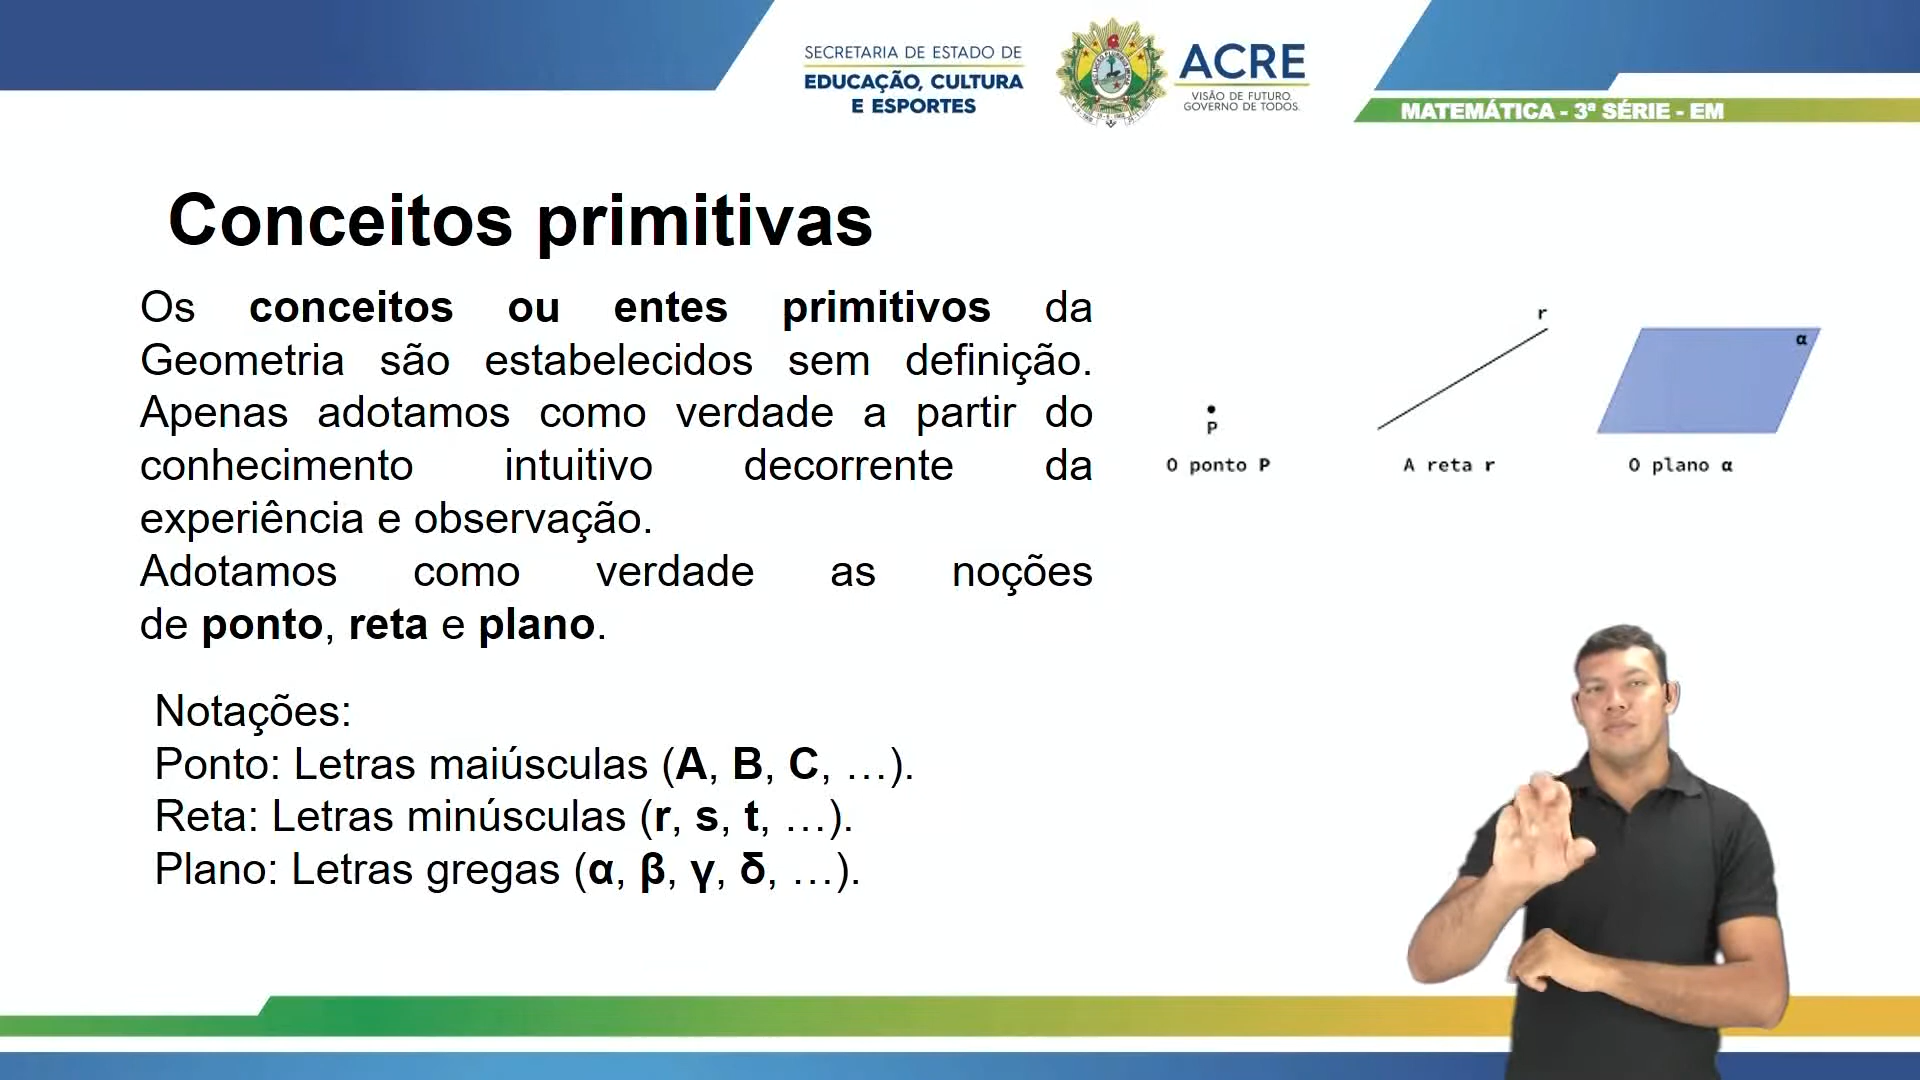 SECRETARIA DE ESTADO DE
EDUCAÇÃO, CULTURA
E ESPORTES
ACRE
VISÃO DE FUTURO.
GOVERNO DE TODOS.
MATEMÁTICA - 3ª SÉRIE - EM
Conceitos primitivas
Os conceitos ou entes primitivos da
Geometria são estabelecidos sem definição.
Apenas adotamos como verdade a partir do
conhecimento intuitivo decorrente da
experiência e observação.
Adotamos como verdade as noções
de ponto, reta e plano.
P
O ponto P
r
A reta r
α
O plano α
Notações:
Ponto: Letras maiúsculas (A, B, C, …).
Reta: Letras minúsculas (r, s, t, …).
Plano: Letras gregas (α, β, γ, δ, …).